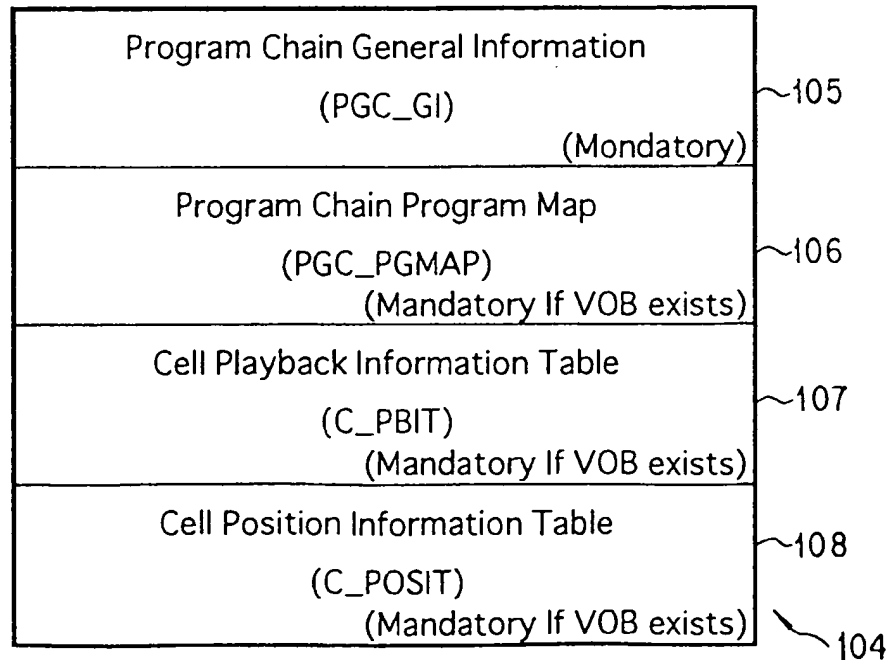 Program Chain General Information
(PGC_GI)
(Mondatory)
105
Program Chain Program Map
(PGC_PGMAP)
(Mandatory If VOB exists)
106
Cell Playback Information Table
(C_PBIT)
(Mandatory If VOB exists)
107
Cell Position Information Table
(C_POSIT)
(Mandatory If VOB exists)
108
104